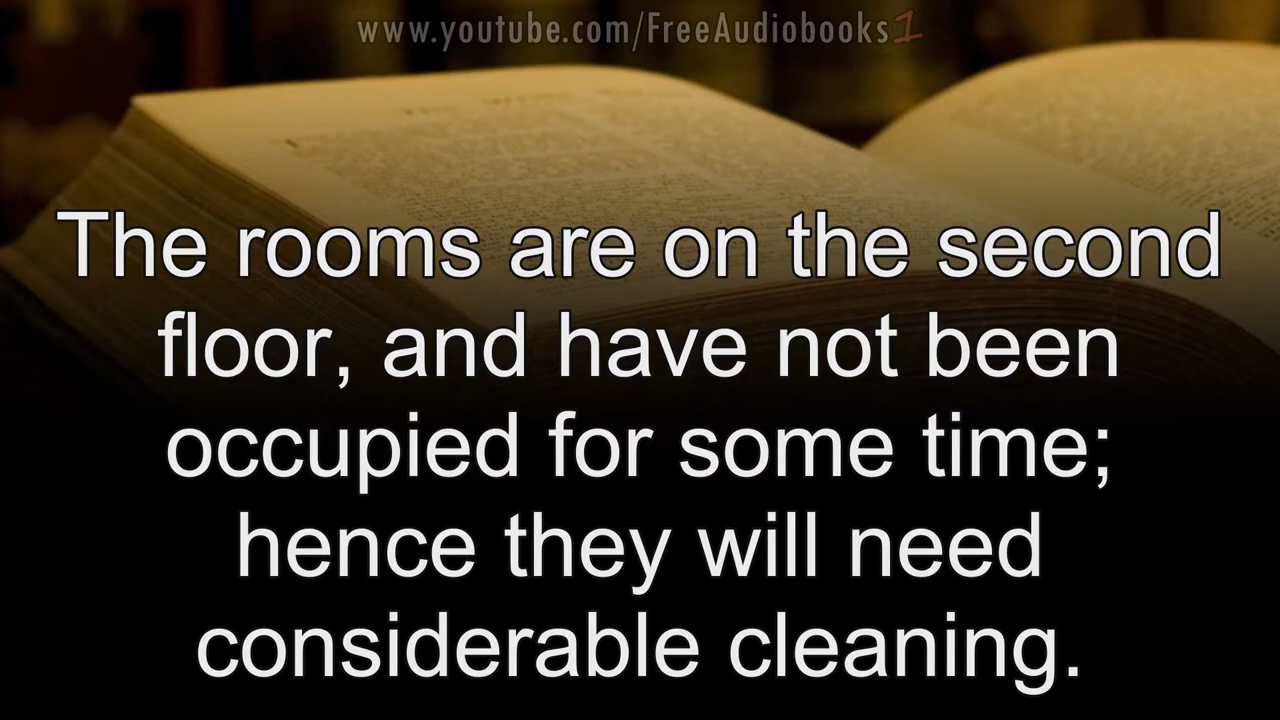 www.youtube.com/FreeAudiobooks1
The rooms are on the second
floor, and have not been
occupied for some time;
hence they will need
considerable cleaning.